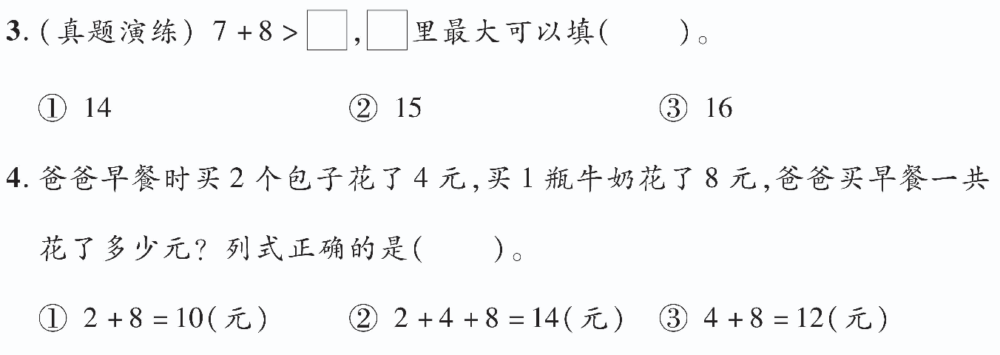 3. (真题演练) 7 + 8 > □,□里最大可以填(　　)。
① 14　② 15　③ 16
4. 爸爸早餐时买 2 个包子花了 4 元,买 1 瓶牛奶花了 8 元,爸爸买早餐一共
花了多少元? 列式正确的是(　　)。
① 2 + 8 = 10(元)　② 2 + 4 + 8 = 14(元)　③ 4 + 8 = 12(元)